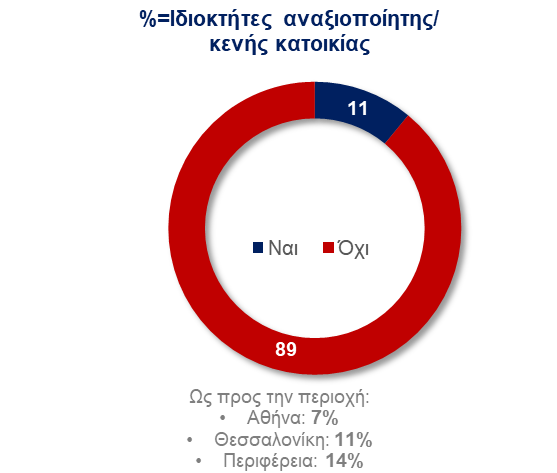 %=Ιδιοκτήτες αναξιοποίητης/
κενής κατοικίας
11
Ναι Όχι
89
Ως προς την περιοχή:
• Αθήνα: 7%
• Θεσσαλονίκη: 11%
• Περιφέρεια: 14%